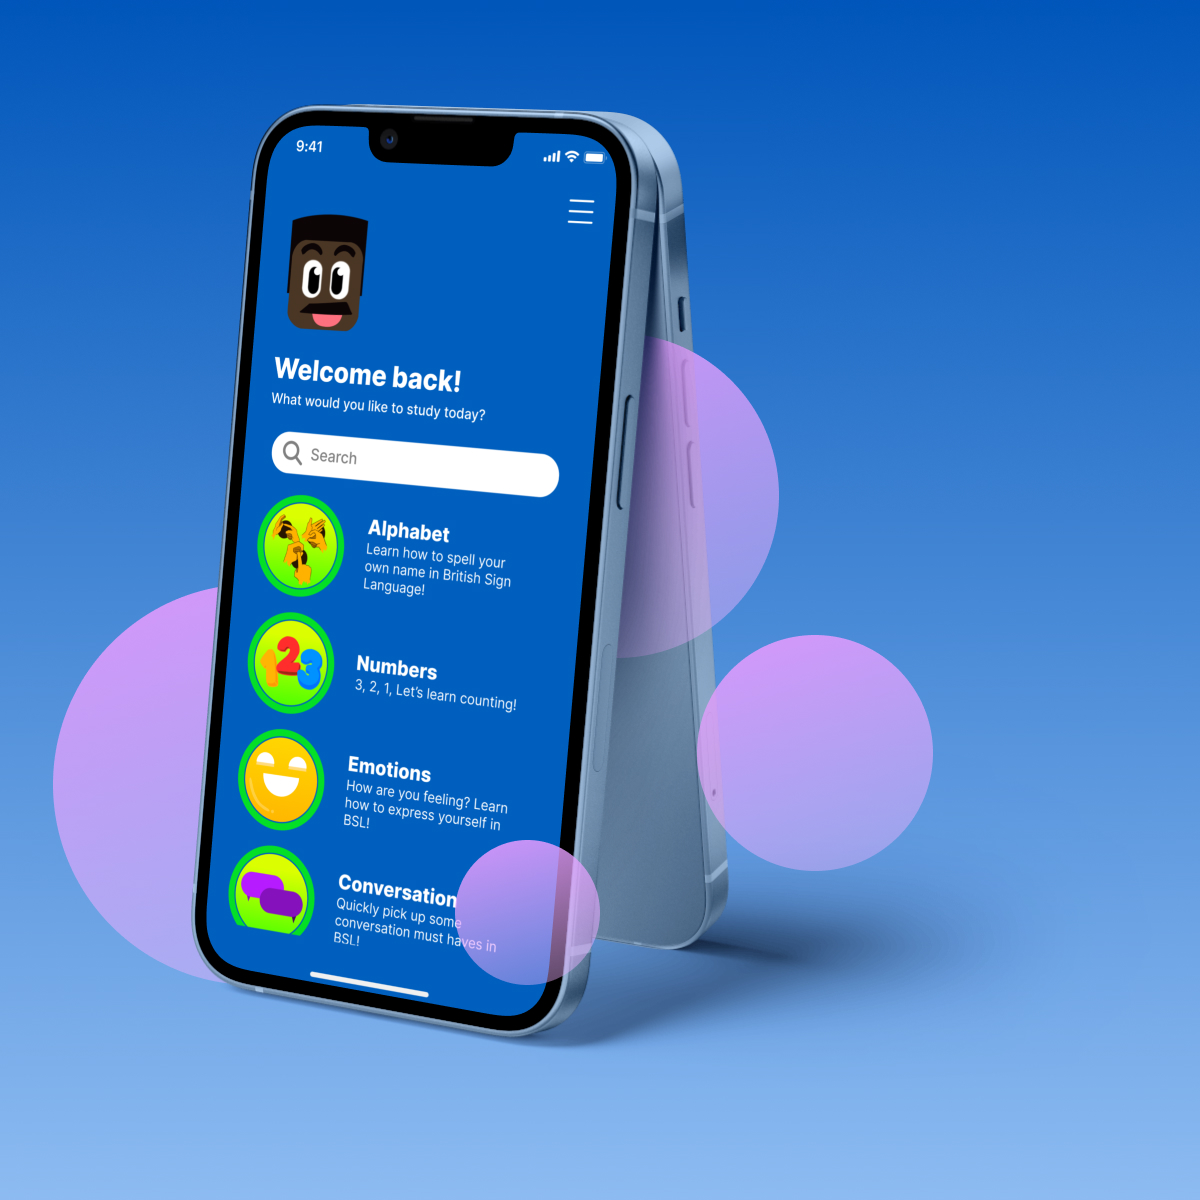 9:41
Welcome back!
What would you like to study today?
Search
Alphabet
Learn how to spell your
own name in British Sign
Language!
123
Numbers
3, 2, 1, Let's learn counting!
Emotions
How are you feeling? Learn
how to express yourself in
BSL!
Conversation
Quickly pick up some
conversation must haves in
BSL!